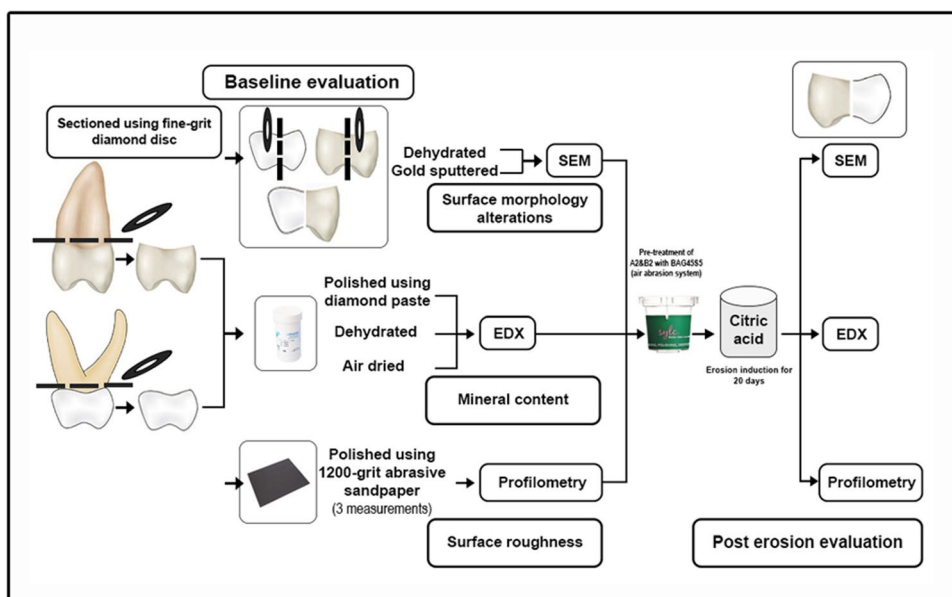 Baseline evaluation
Sectioned using fine-grit
diamond disc
Dehydrated
Gold sputtered
SEM
Surface morphology
alterations
Polished using
diamond paste
Dehydrated
Air dried
EDX
Mineral content
Polished using
1200-grit abrasive
sandpaper
(3 measurements)
Profilometry
Surface roughness
Pre-treatment of
A2&B2 with BAG45S5
(air abrasion system)
sylc
Citric
acid
Erosion induction for
20 days
SEM
EDX
Profilometry
Post erosion evaluation